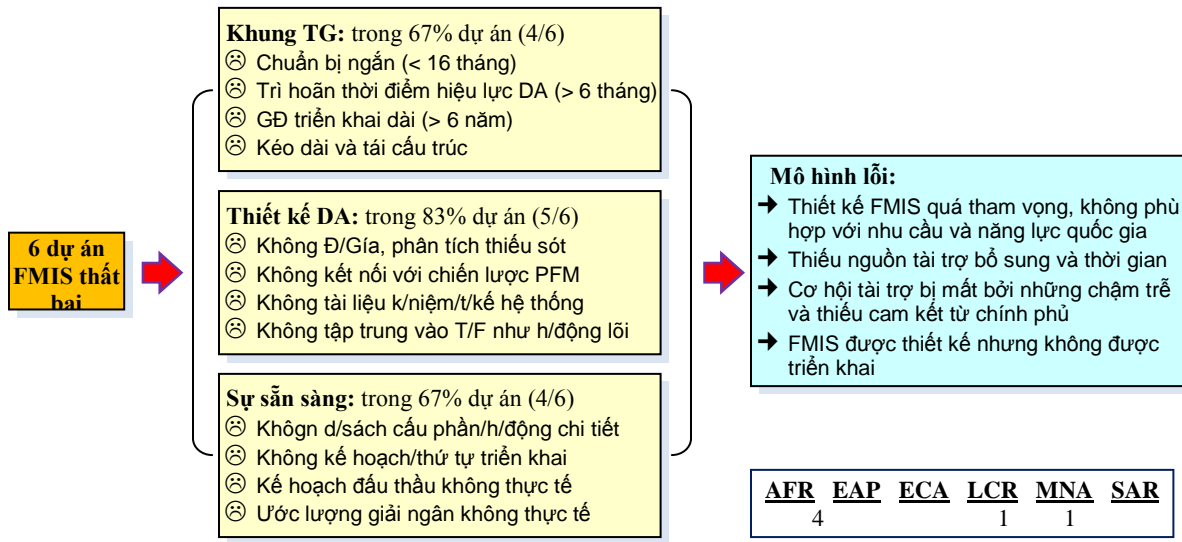 6 dự án
FMIS thất
bại
Khung TG: trong 67% dự án (4/6)
☹ Chuẩn bị ngắn (< 16 tháng)
☹ Trì hoãn thời điểm hiệu lực DA (> 6 tháng)
☹ GĐ triển khai dài (> 6 năm)
☹ Kéo dài và tái cấu trúc
Thiết kế DA: trong 83% dự án (5/6)
☹ Không Đ/Gía, phân tích thiếu sót
☹ Không kết nối với chiến lược PFM
☹ Không tài liệu k/niệm/t/kế hệ thống
☹ Không tập trung vào T/F như h/động lõi
Sự sẵn sàng: trong 67% dự án (4/6)
☹ Khôgn d/sách cấu phần/h/động chi tiết
☹ Không kế hoạch/thứ tự triển khai
☹ Kế hoạch đấu thầu không thực tế
☹ Ước lượng giải ngân không thực tế
Mô hình lỗi:
➔ Thiết kế FMIS quá tham vọng, không phù
hợp với nhu cầu và năng lực quốc gia
➔ Thiếu nguồn tài trợ bổ sung và thời gian
➔ Cơ hội tài trợ bị mất bởi những chậm trễ
và thiếu cam kết từ chính phủ
➔ FMIS được thiết kế nhưng không được
triển khai
AFR EAP ECA LCR MNA SAR
4 1 1